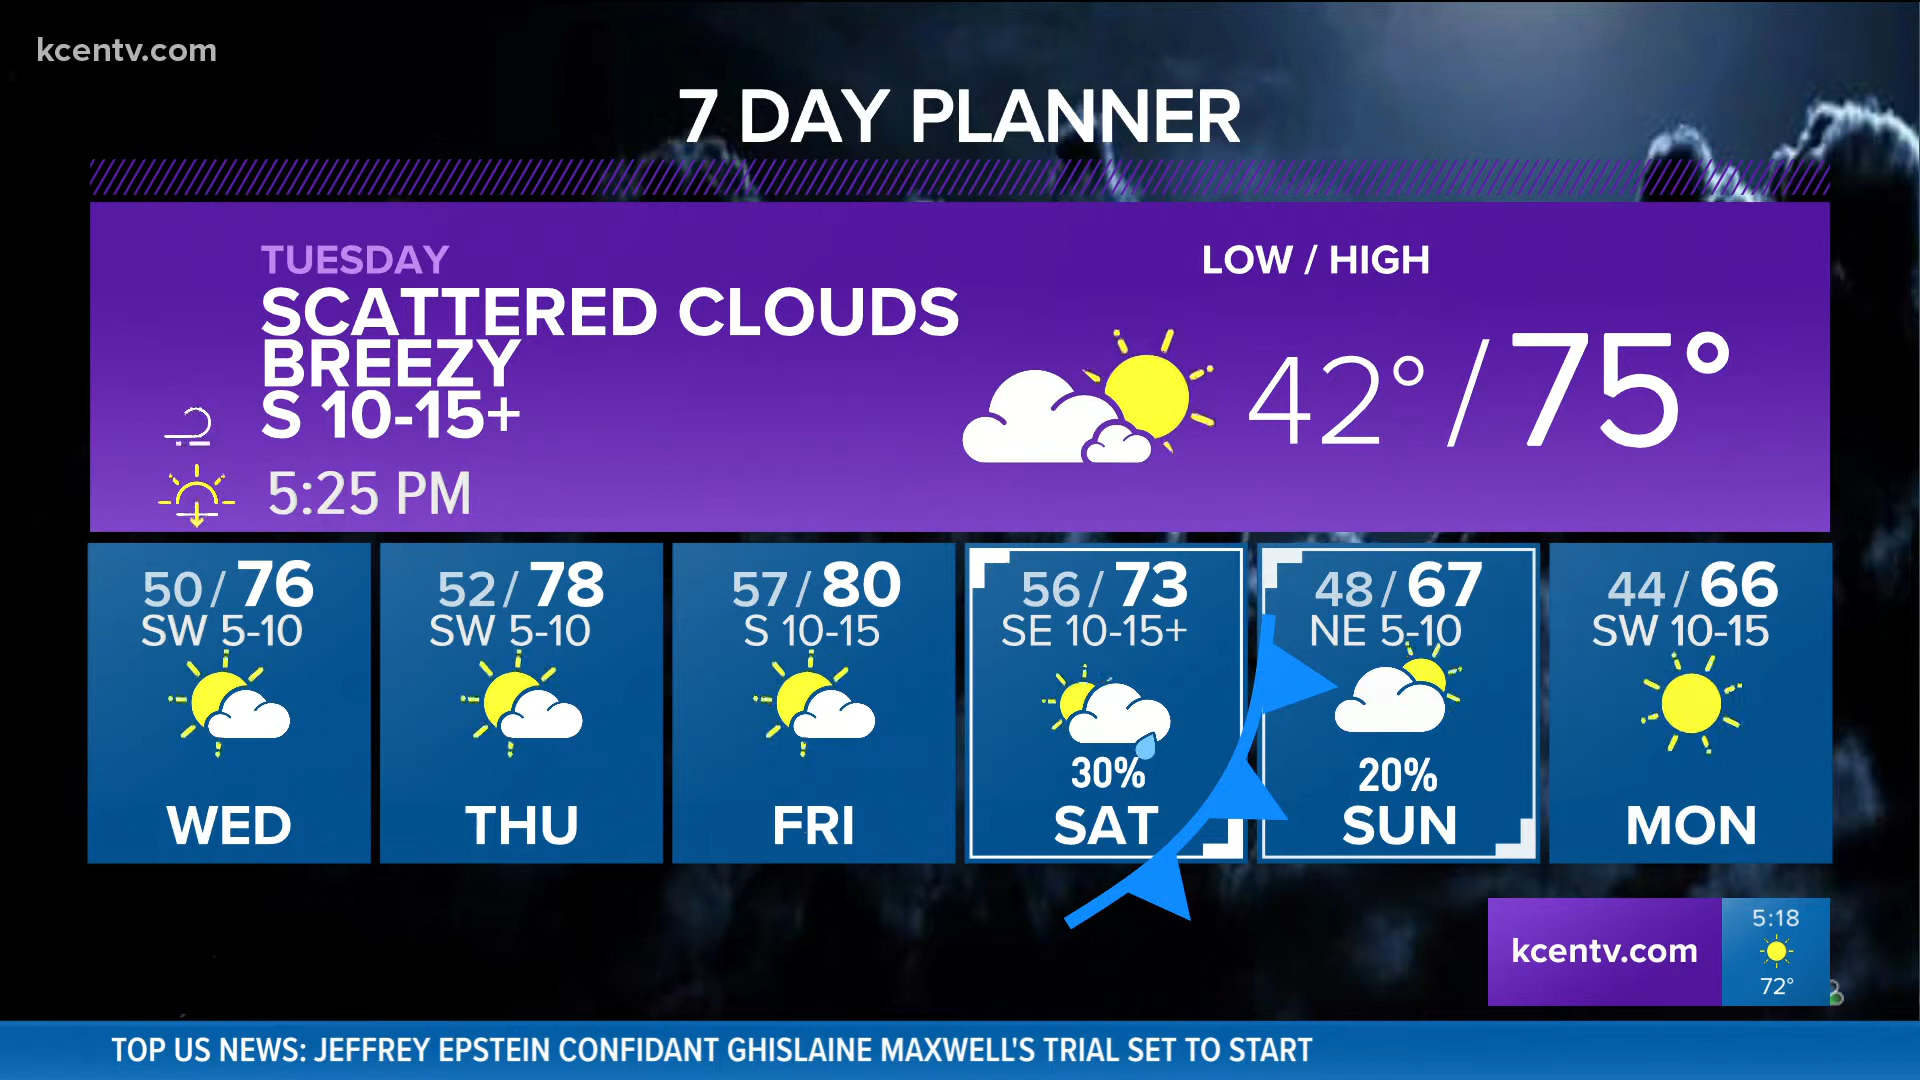 kcentv.com
7 DAY PLANNER
TUESDAY
SCATTERED CLOUDS
BREEZY
S 10-15+
5:25 PM
LOW / HIGH
42° / 75°
50 / 76
SW 5-10
WED
52 / 78
SW 5-10
THU
57 / 80
S 10-15
FRI
56 / 73
SE 10-15+
30%
SAT
48 / 67
NE 5-10
20%
SUN
44 / 66
SW 10-15
MON
kcentv.com
5:18
72°
TOP US NEWS: JEFFREY EPSTEIN CONFIDANT GHISLAINE MAXWELL'S TRIAL SET TO START